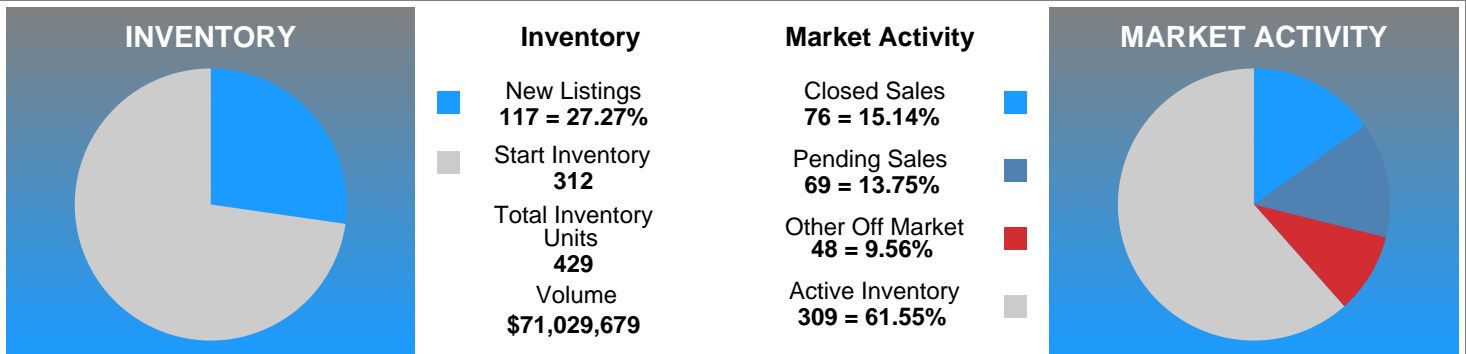 INVENTORY
Inventory
New Listings
117 = 27.27%
Start Inventory
312
Total Inventory
Units
429
Volume
$71,029,679
Market Activity
Closed Sales
76 = 15.14%
Pending Sales
69 = 13.75%
Other Off Market
48 = 9.56%
Active Inventory
309 = 61.55%
MARKET ACTIVITY